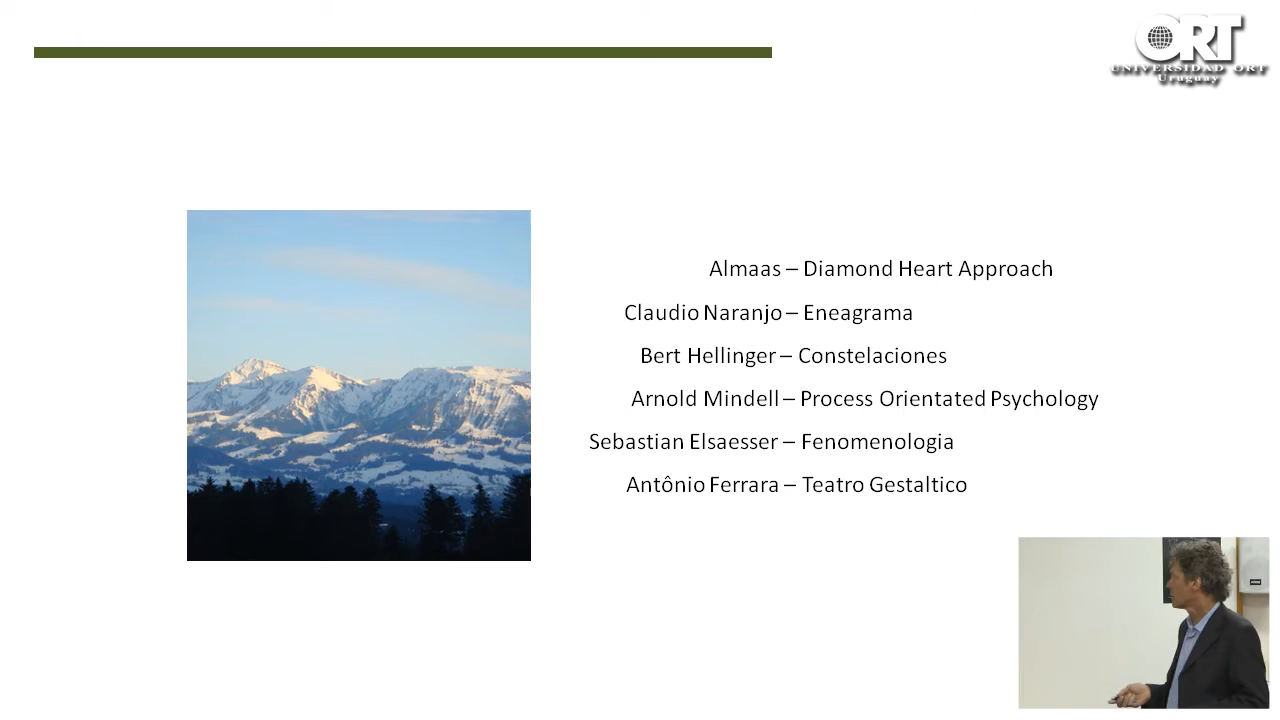 ORT
UNIVERSIDAD ORT
Uruguay
Almaas – Diamond Heart Approach
Claudio Naranjo – Eneagrama
Bert Hellinger – Constelaciones
Arnold Mindell – Process Orientated Psychology
Sebastian Elsaesser – Fenomenologia
Antônio Ferrara – Teatro Gestaltico